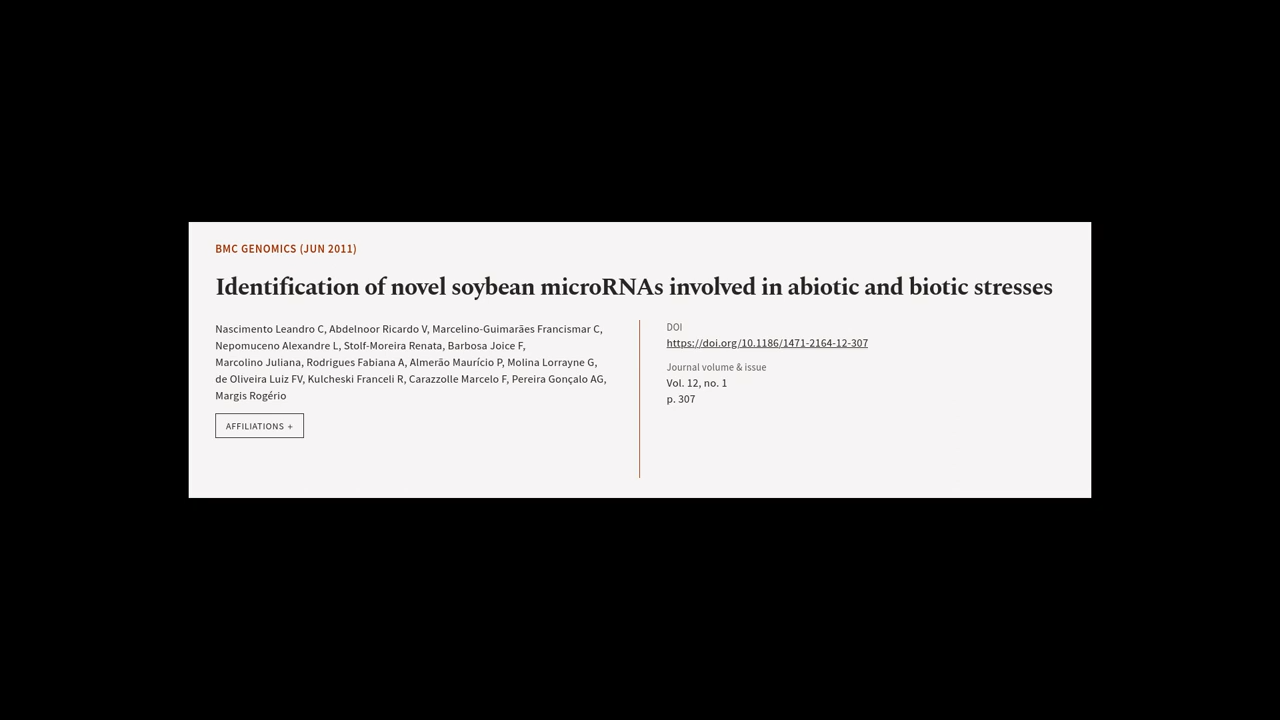 BMC GENOMICS (JUN 2011)
Identification of novel soybean microRNAs involved in abiotic and biotic stresses
Nascimento Leandro C, Abdelnoor Ricardo V, Marcelino-Guimarães Francismar C,
Nepomuceno Alexandre L, Stolf-Moreira Renata, Barbosa Joice F,
Marcolino Juliana, Rodrigues Fabiana A, Almerão Maurício P, Molina Lorrayne G,
de Oliveira Luiz FV, Kulcheski Franceli R, Carazzolle Marcelo F, Pereira Gonçalo AG,
Margis Rogério
AFFILIATIONS +
DOI
https://doi.org/10.1186/1471-2164-12-307
Journal volume & issue
Vol. 12, no. 1
p. 307